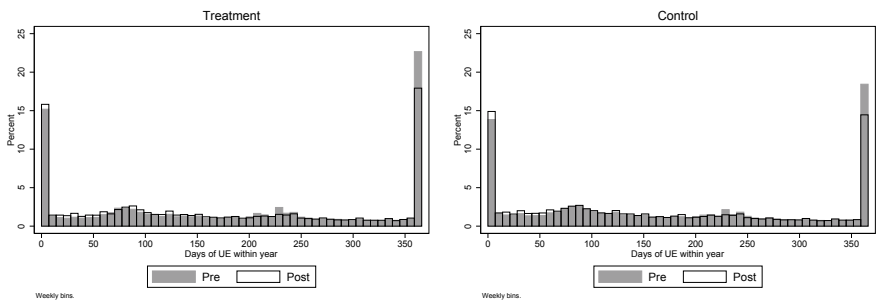 Treatment
25
20
15
10
5
0
Percent
0 50 100 150 200 250 300 350
Days of UE within year
Pre Post
Weekly bins.
Control
25
20
15
10
5
0
Percent
0 50 100 150 200 250 300 350
Days of UE within year
Pre Post
Weekly bins.